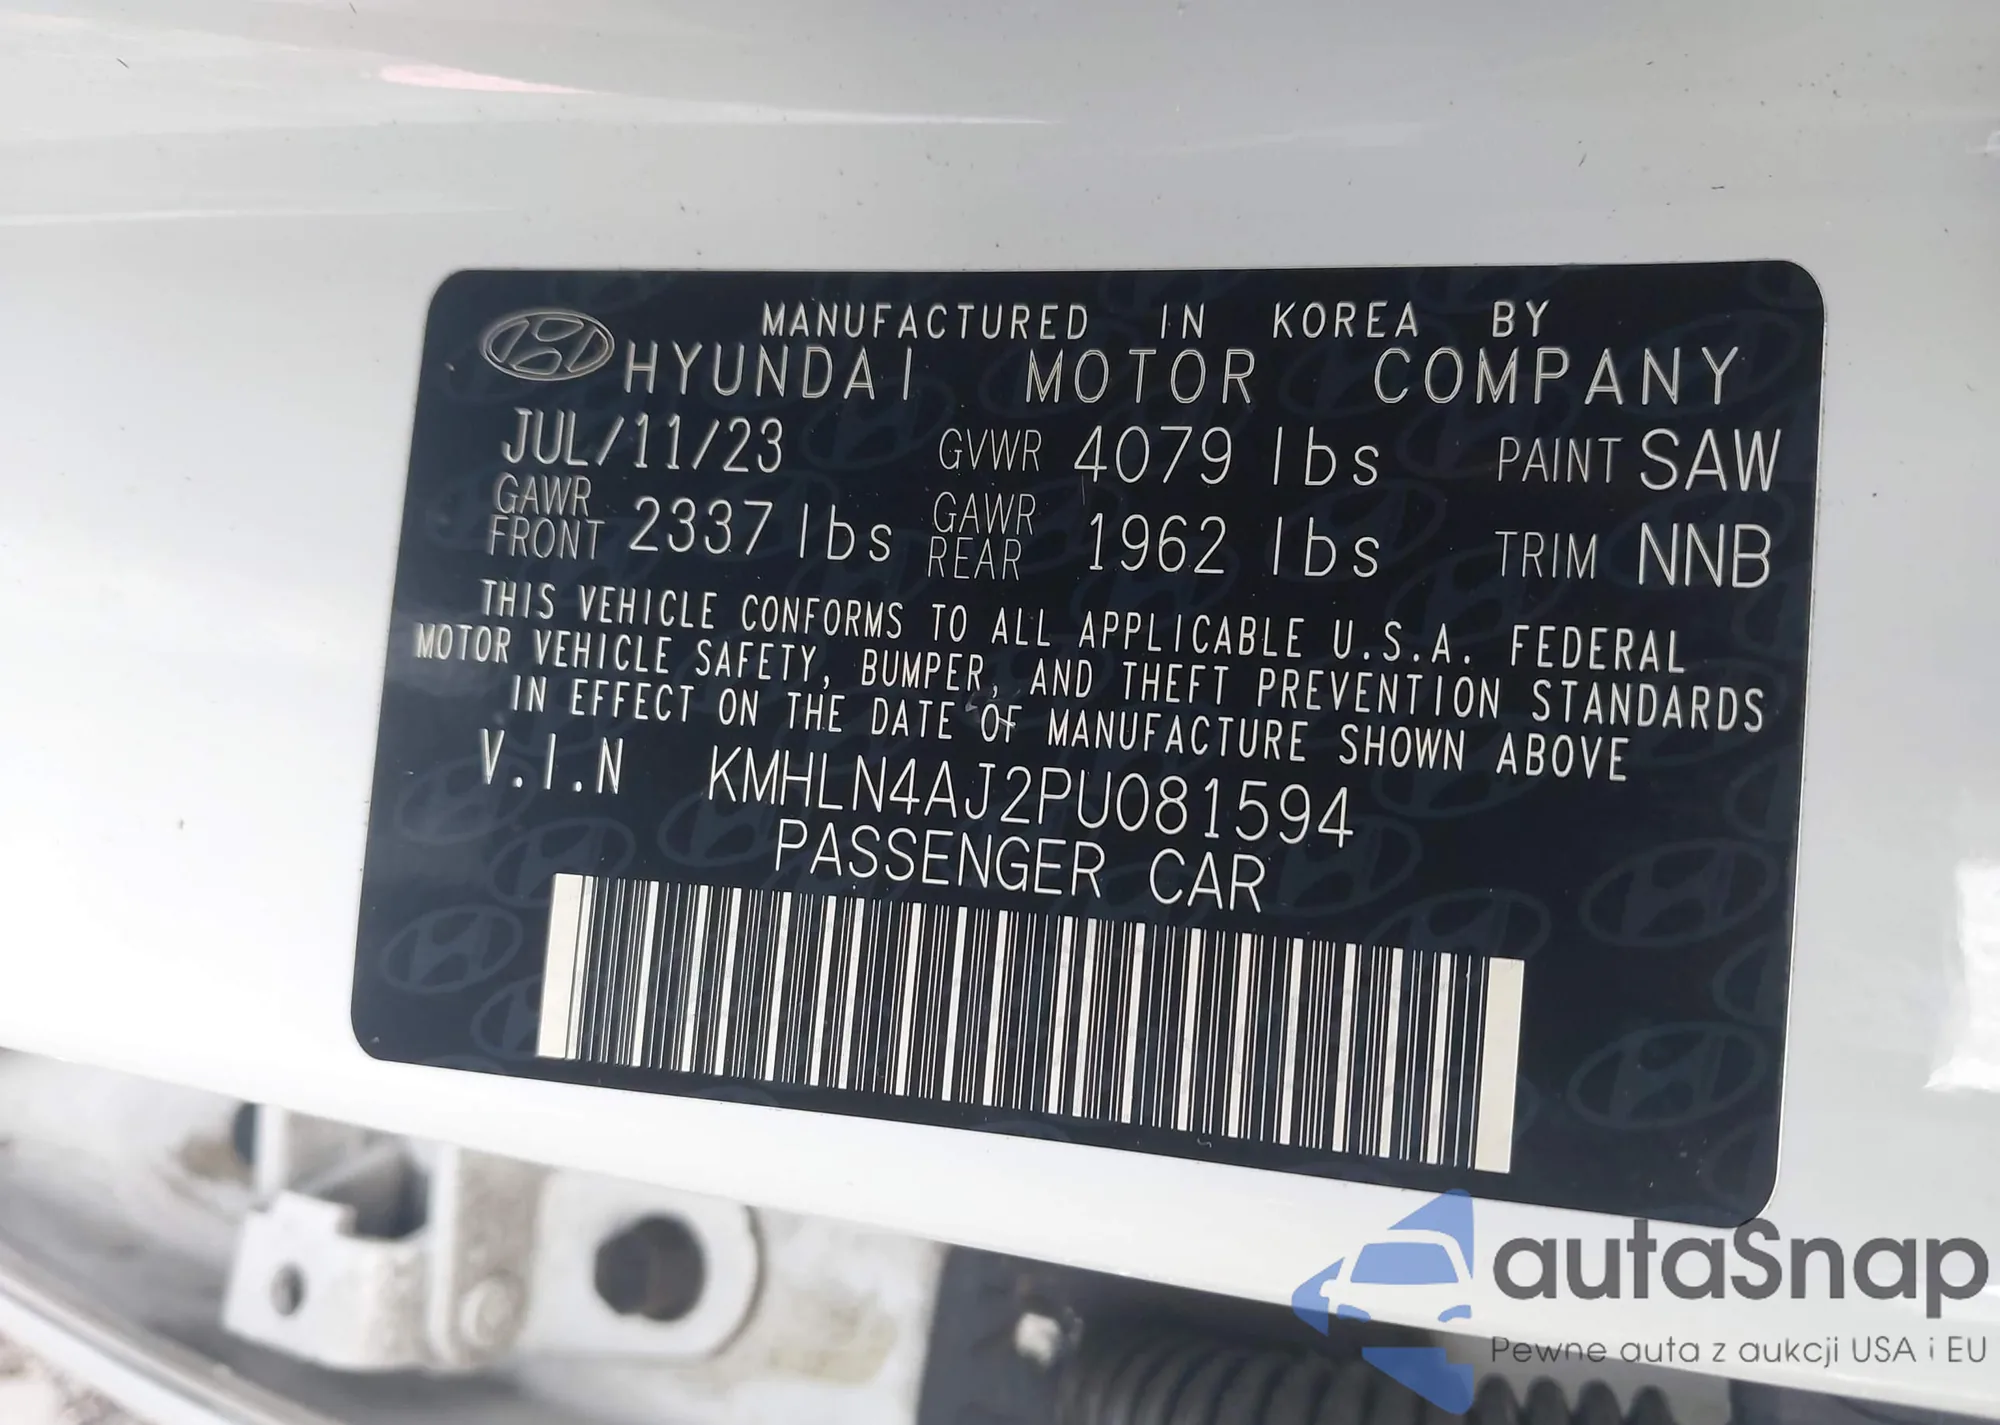 MANUFACTURED IN KOREA BY
HYUNDAI MOTOR COMPANY
JUL/11/23 GVWR 4079 lbs PAINT SAW
GAWR FRONT 2337 lbs GAWR REAR 1962 lbs TRIM NNB
THIS VEHICLE CONFORMS TO ALL APPLICABLE U.S.A. FEDERAL
MOTOR VEHICLE SAFETY, BUMPER, AND THEFT PREVENTION STANDARDS
IN EFFECT ON THE DATE OF MANUFACTURE SHOWN ABOVE
V.I.N KMHLN4AJ2PU081594
PASSENGER CAR
autaSnap
Pewne auta z aukcji USA i EU